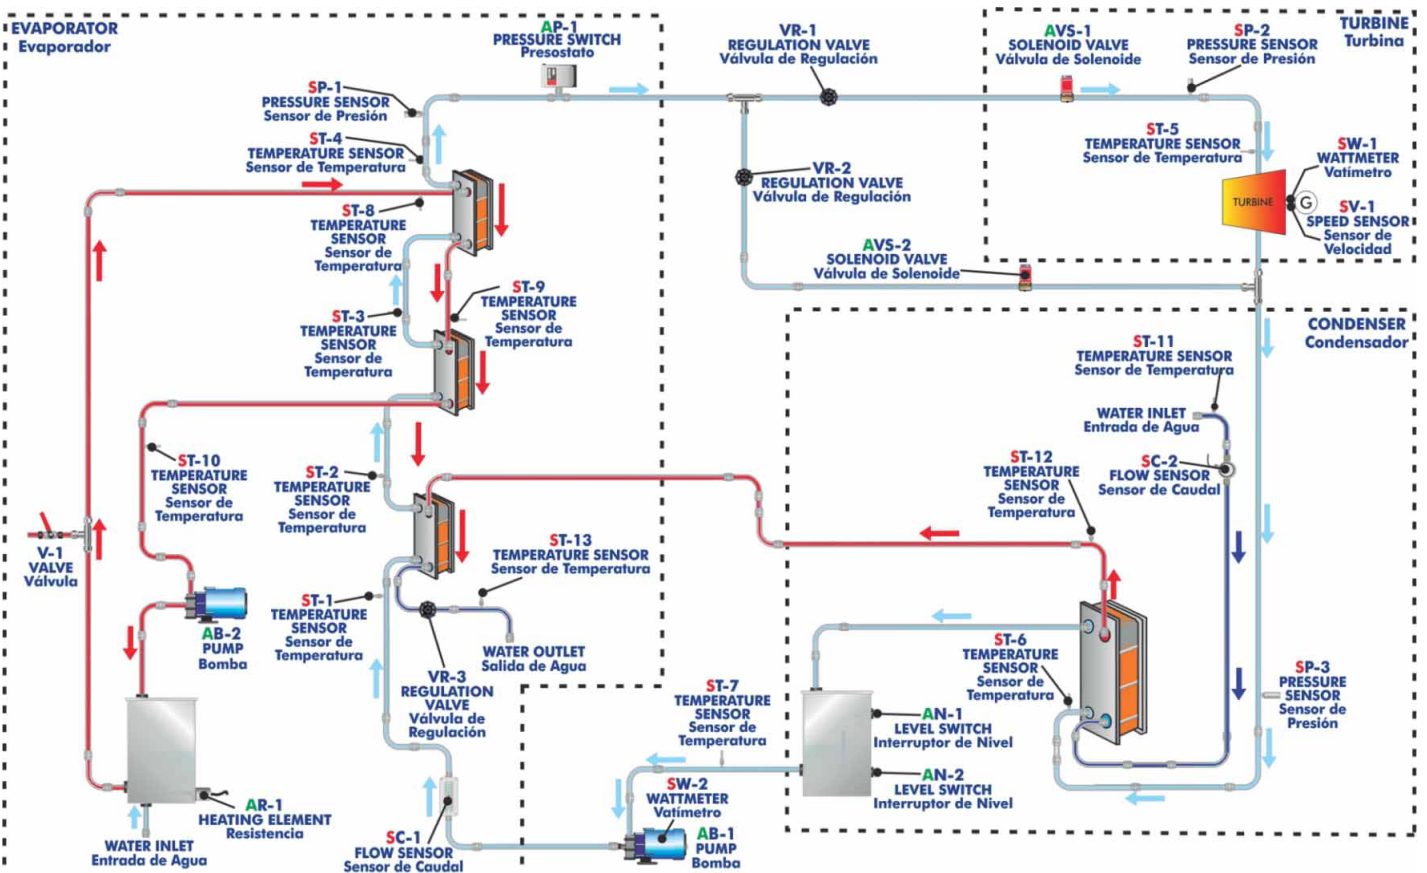 EVAPORATOR
Evaporador
AP-1
PRESSURE SWITCH
Presostato
VR-1
REGULATION VALVE
Válvula de Regulación
AVS-1
SOLENOID VALVE
Válvula de Solenoide
SP-2
PRESSURE SENSOR
Sensor de Presión
TURBINE
Turbina
SP-1
PRESSURE SENSOR
Sensor de Presión
ST-4
TEMPERATURE SENSOR
Sensor de Temperatura
ST-5
TEMPERATURE SENSOR
Sensor de Temperatura
SW-1
WATTMETER
Vatímetro
VR-2
REGULATION VALVE
Válvula de Regulación
TURBINE
G
SV-1
SPEED SENSOR
Sensor de
Velocidad
ST-8
TEMPERATURE
SENSOR
Sensor de
Temperatura
AVS-2
SOLENOID VALVE
Válvula de Solenoide
ST-9
TEMPERATURE
SENSOR
Sensor de
Temperatura
ST-3
TEMPERATURE
SENSOR
Sensor de
Temperatura
CONDENSER
Condensador
ST-11
TEMPERATURE SENSOR
Sensor de Temperatura
WATER INLET
Entrada de Agua
ST-10
TEMPERATURE
SENSOR
Sensor de
Temperatura
ST-2
TEMPERATURE
SENSOR
Sensor de
Temperatura
ST-12
TEMPERATURE
SENSOR
Sensor de
Temperatura
SC-2
FLOW SENSOR
Sensor de Caudal
V-1
VALVE
Válvula
ST-13
TEMPERATURE SENSOR
Sensor de Temperatura
ST-1
TEMPERATURE
SENSOR
Sensor de
Temperatura
AB-2
PUMP
Bomba
WATER OUTLET
Salida de Agua
VR-3
REGULATION
VALVE
Válvula de
Regulación
ST-6
TEMPERATURE
SENSOR
Sensor de
Temperatura
SP-3
PRESSURE
SENSOR
Sensor de
Presión
ST-7
TEMPERATURE
SENSOR
Sensor de
Temperatura
AN-1
LEVEL SWITCH
Interruptor de Nivel
AN-2
LEVEL SWITCH
Interruptor de Nivel
SW-2
WATTMETER
Vatímetro
AR-1
HEATING ELEMENT
Resistencia
WATER INLET
Entrada de Agua
SC-1
FLOW SENSOR
Sensor de Caudal
AB-1
PUMP
Bomba